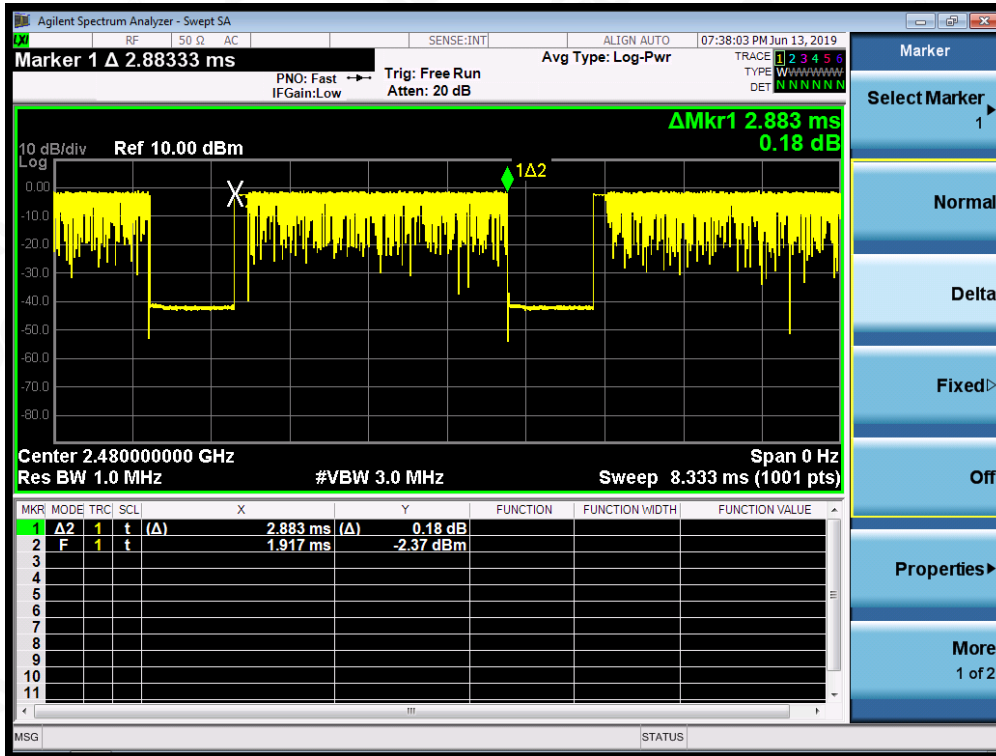 Agilent Spectrum Analyzer - Swept SA
LXI RF 50 Ω AC SENSE:INT ALIGN AUTO 07:38:03 PM Jun 13, 2019
Marker 1 Δ 2.88333 ms
PNO: Fast
IFGain:Low
Trig: Free Run
Atten: 20 dB
Avg Type: Log-Pwr
TRACE 1 2 3 4 5 6
TYPE WWWWWW
DET N N N N N N
ΔMkr1 2.883 ms
0.18 dB
10 dB/div Ref 10.00 dBm
Log
0.00
-10.0
-20.0
-30.0
-40.0
-50.0
-60.0
-70.0
-80.0
X
1Δ2
Center 2.480000000 GHz Span 0 Hz
Res BW 1.0 MHz #VBW 3.0 MHz Sweep 8.333 ms (1001 pts)
MKR MODE TRC SCL X Y FUNCTION FUNCTION WIDTH FUNCTION VALUE
1 Δ2 1 t (Δ) 2.883 ms (Δ) 0.18 dB
2 F 1 t 1.917 ms -2.37 dBm
3
4
5
6
7
8
9
10
11
MSG STATUS
Marker
Select Marker
1
Normal
Delta
Fixed
Off
Properties
More
1 of 2